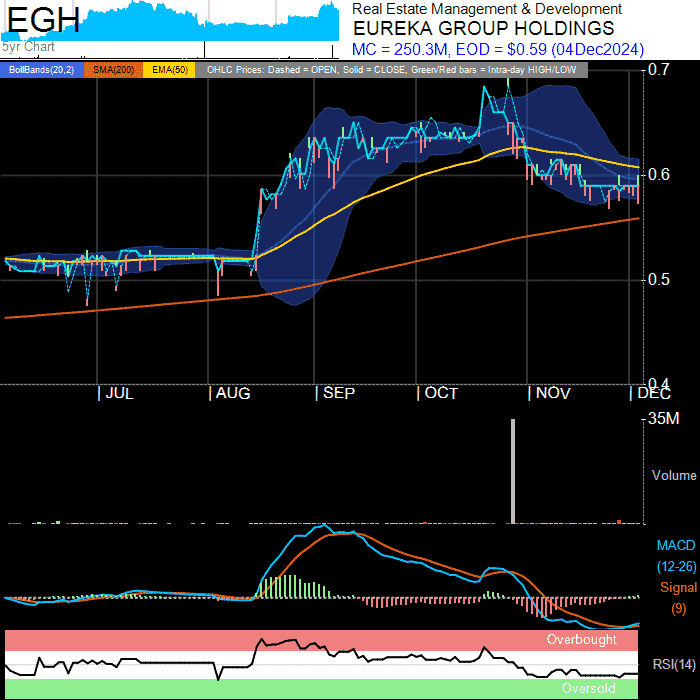 EGH
5yr Chart
Real Estate Management & Development
EUREKA GROUP HOLDINGS
MC = 250.3M, EOD = $0.59 (04Dec2024)
BollBands(20,2) SMA(200) EMA(50) OHLC Prices: Dashed = OPEN, Solid = CLOSE, Green/Red bars = Intra-day HIGH/LOW
0.7
0.6
0.5
0.4
JUL AUG SEP OCT NOV DEC
35M
Volume
MACD
(12-26)
Signal
(9)
Overbought
RSI(14)
Oversold